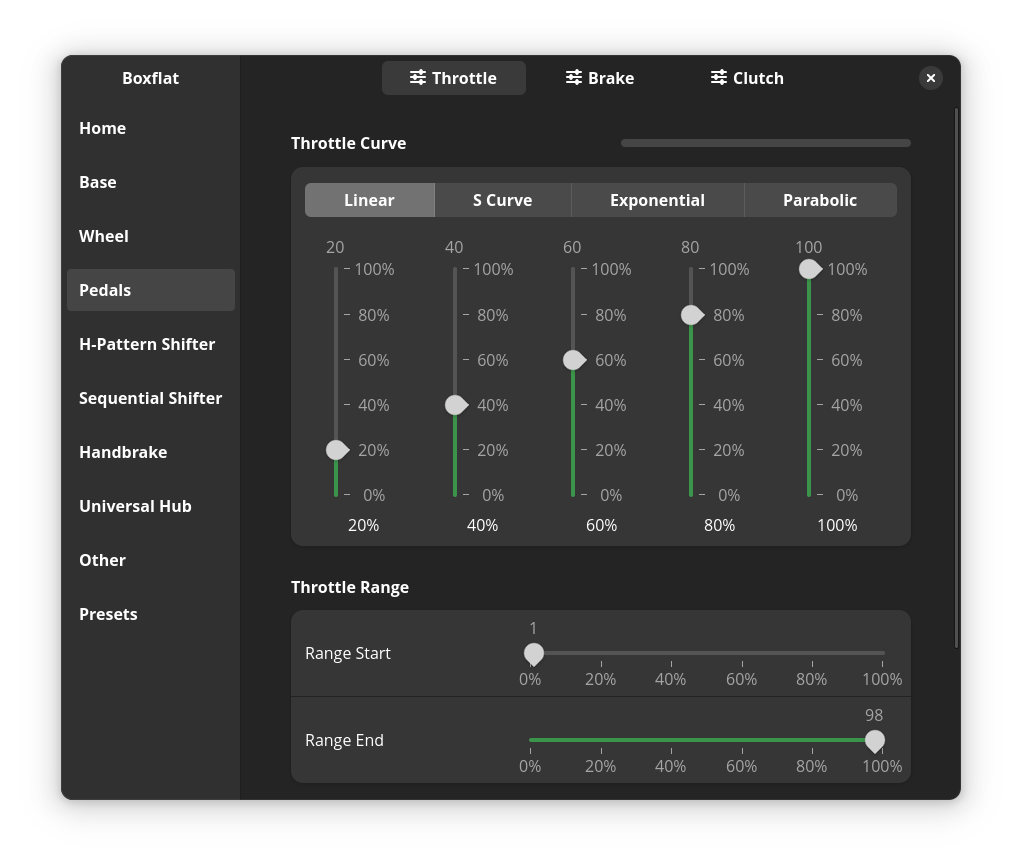 Boxflat
Throttle Brake Clutch
Home
Base
Wheel
Pedals
H-Pattern Shifter
Sequential Shifter
Handbrake
Universal Hub
Other
Presets
Throttle Curve
Linear S Curve Exponential Parabolic
20 40 60 80 100
100% 100% 100% 100% 100%
80% 80% 80% 80% 80%
60% 60% 60% 60% 60%
40% 40% 40% 40% 40%
20% 20% 20% 20% 20%
0% 0% 0% 0% 0%
20% 40% 60% 80% 100%
Throttle Range
1
Range Start
0% 20% 40% 60% 80% 100%
98
Range End
0% 20% 40% 60% 80% 100%